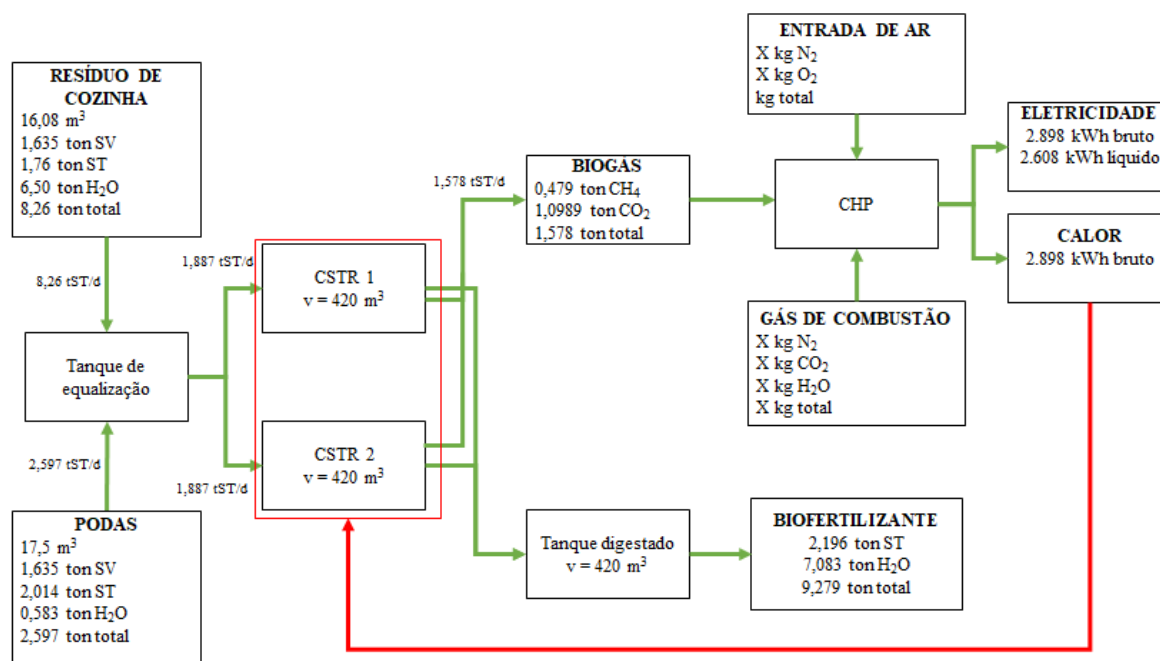 RESÍDUO DE
COZINHA
16,08 m³
1,635 ton SV
1,76 ton ST
6,50 ton H₂O
8,26 ton total
8,26 tST/d
Tanque de
equalização
2,597 tST/d
PODAS
17,5 m³
1,635 ton SV
2,014 ton ST
0,583 ton H₂O
2,597 ton total
1,887 tST/d
CSTR 1
v = 420 m³
CSTR 2
v = 420 m³
1,887 tST/d
1,578 tST/d
BIOGÁS
0,479 ton CH₄
1,0989 ton CO₂
1,578 ton total
Tanque digestado
v = 420 m³
ENTRADA DE AR
X kg N₂
X kg O₂
kg total
CHP
GÁS DE COMBUSTÃO
X kg N₂
X kg CO₂
X kg H₂O
X kg total
BIOFERTILIZANTE
2,196 ton ST
7,083 ton H₂O
9,279 ton total
ELETRICIDADE
2.898 kWh bruto
2.608 kWh líquido
CALOR
2.898 kWh bruto